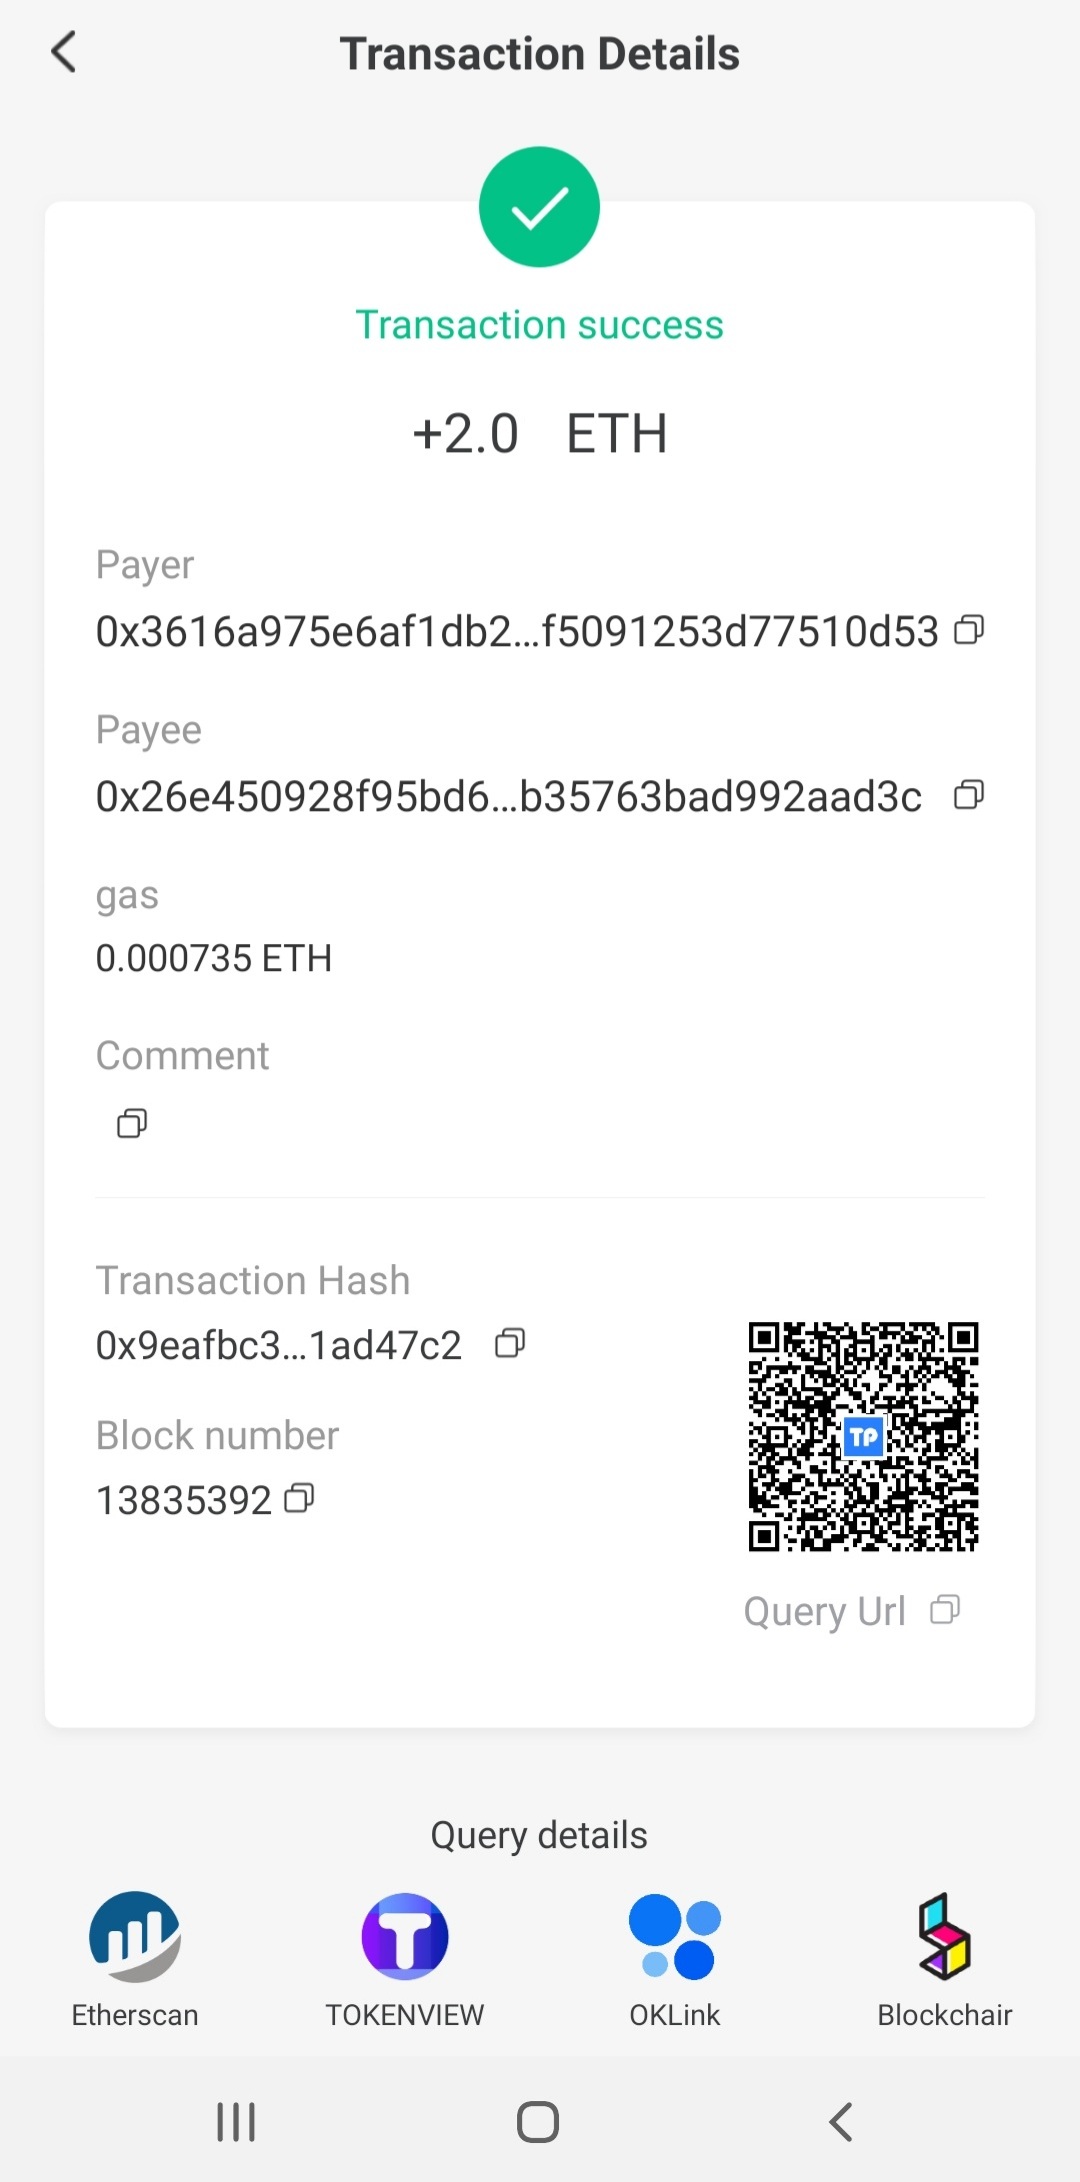 Transaction Details
Transaction success
+2.0 ETH
Payer
0x3616a975e6af1db2...f5091253d77510d53
Payee
0x26e450928f95bd6...b35763bad992aad3c
gas
0.000735 ETH
Comment
Transaction Hash
0x9eafbc3...1ad47c2
Block number
13835392
TP
Query Url
Query details
Etherscan
TOKENVIEW
OKLink
Blockchair